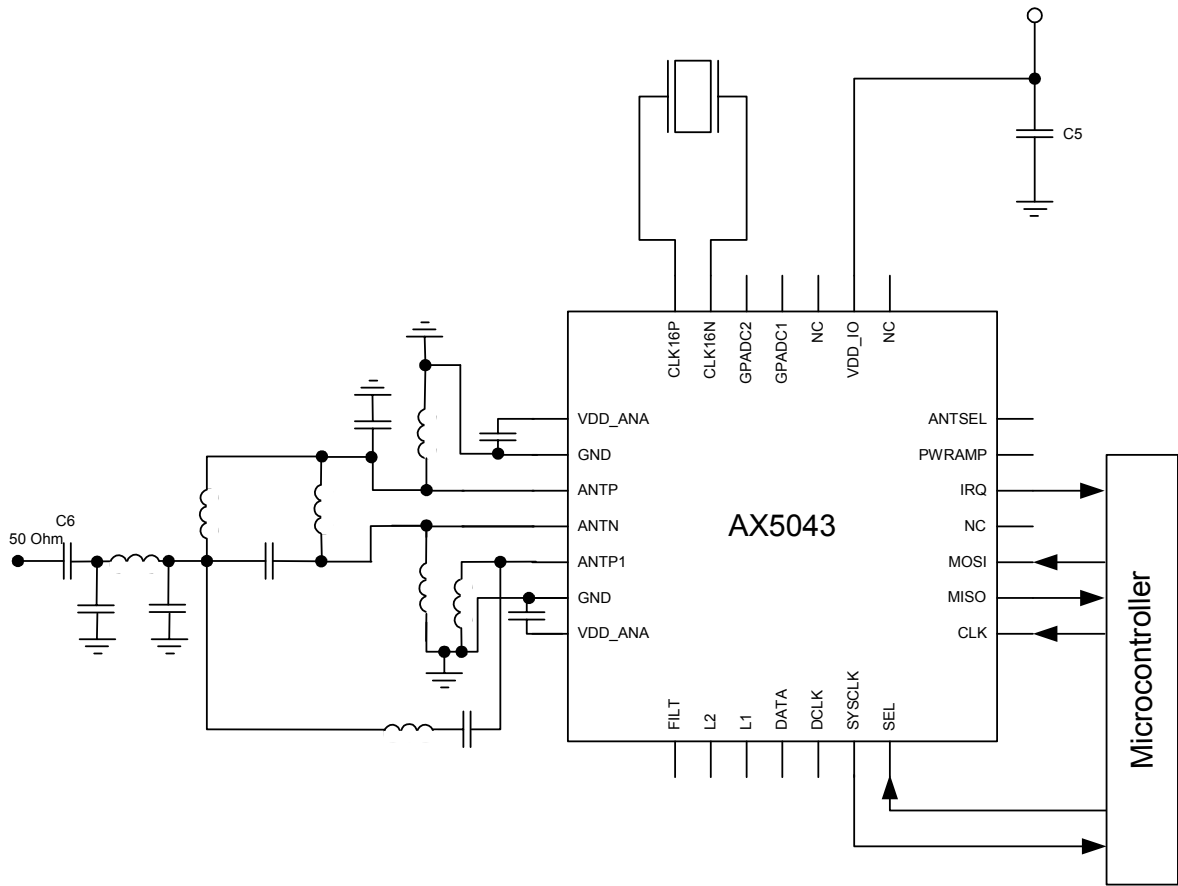 C5
CLK16P
CLK16N
GPADC2
GPADC1
NC
VDD_IO
NC
VDD_ANA
GND
ANTP
ANTN
ANTP1
GND
VDD_ANA
AX5043
ANTSEL
PWRAMP
IRQ
NC
MOSI
MISO
CLK
C6
50 Ohm
FILT
L2
L1
DATA
DCLK
SYSCLK
SEL
Microcontroller